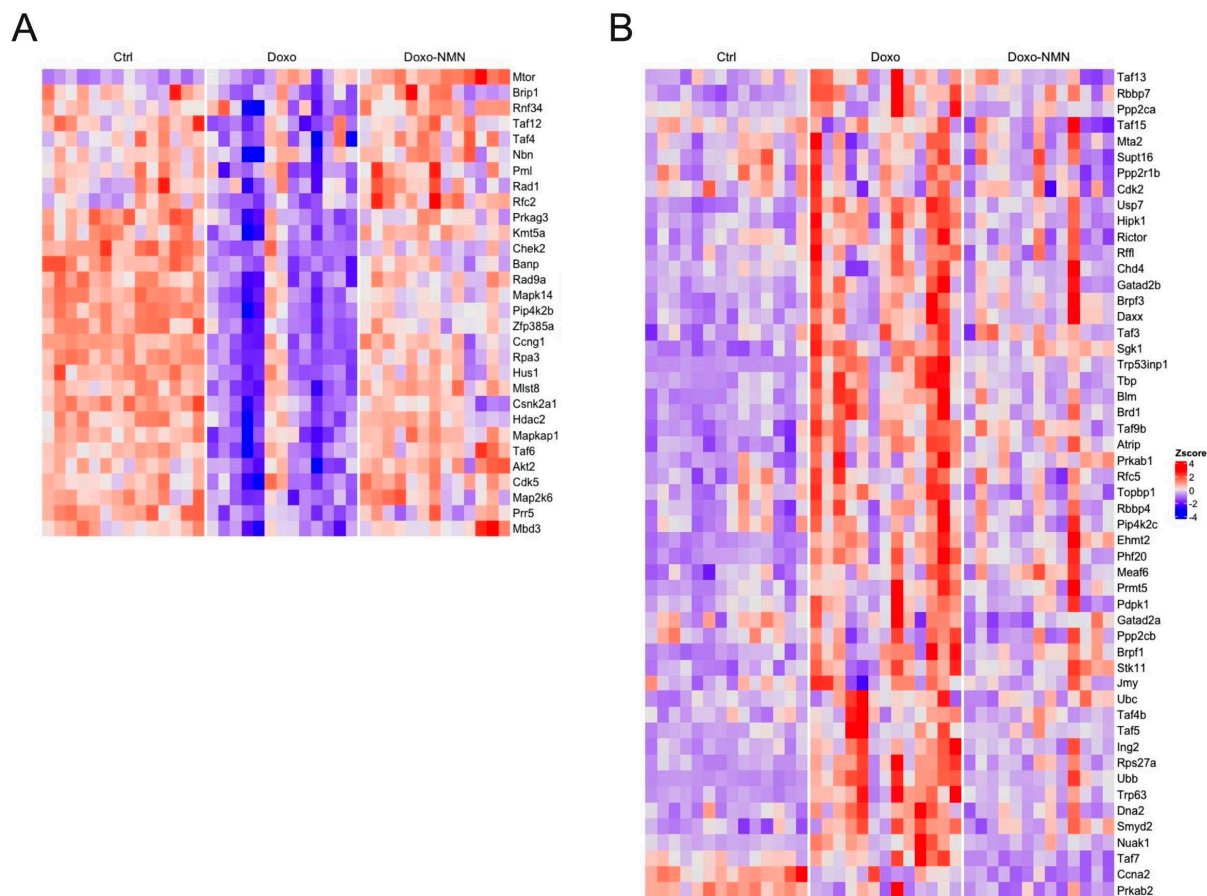 A
Ctrl Doxo Doxo-NMN
Mtor
Brip1
Rnf34
Taf12
Taf4
Nbn
Pml
Rad1
Rfc2
Prkag3
Kmt5a
Chek2
Banp
Rad9a
Mapk14
Pip4k2b
Zfp385a
Ccng1
Rpa3
Hus1
Mlst8
Csnk2a1
Hdac2
Mapkap1
Taf6
Akt2
Cdk5
Map2k6
Prr5
Mbd3
B
Ctrl Doxo Doxo-NMN
Taf13
Rbbp7
Ppp2ca
Taf15
Mta2
Supt16
Ppp2r1b
Cdk2
Usp7
Hipk1
Rictor
Rffl
Chd4
Gatad2b
Brpf3
Daxx
Taf3
Sgk1
Trp53inp1
Tbp
Blm
Brd1
Taf9b
Atrip
Prkab1
Rfc5
Topbp1
Rbbp4
Pip4k2c
Ehmt2
Phf20
Meaf6
Prmt5
Pdpk1
Gatad2a
Ppp2cb
Brpf1
Stk11
Jmy
Ubc
Taf4b
Taf5
Ing2
Rps27a
Ubb
Trp63
Dna2
Smyd2
Nuak1
Taf7
Ccna2
Prkab2
Zscore
4
2
0
-2
-4